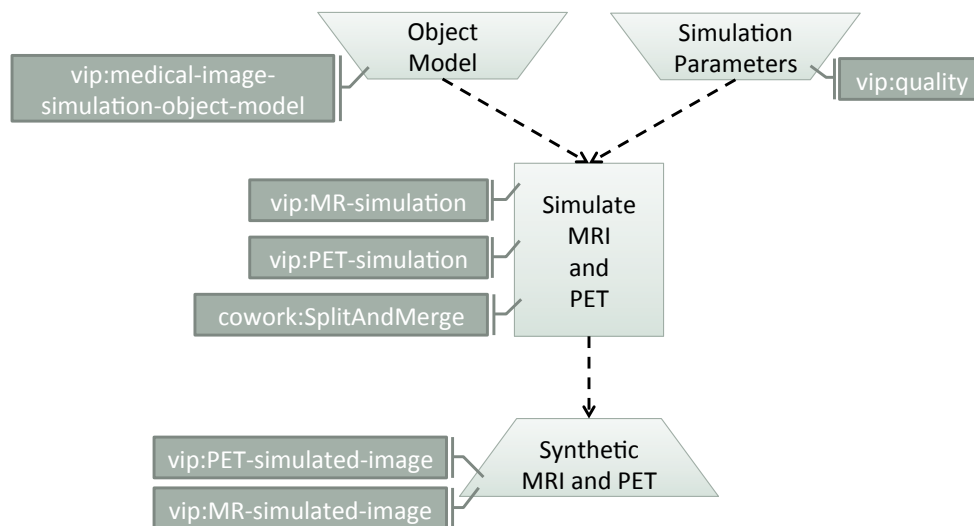 Object
Model
Simulation
Parameters
vip:medical-image-
simulation-object-model
vip:quality
vip:MR-simulation
vip:PET-simulation
cowork:SplitAndMerge
Simulate
MRI
and
PET
vip:PET-simulated-image
vip:MR-simulated-image
Synthetic
MRI and PET